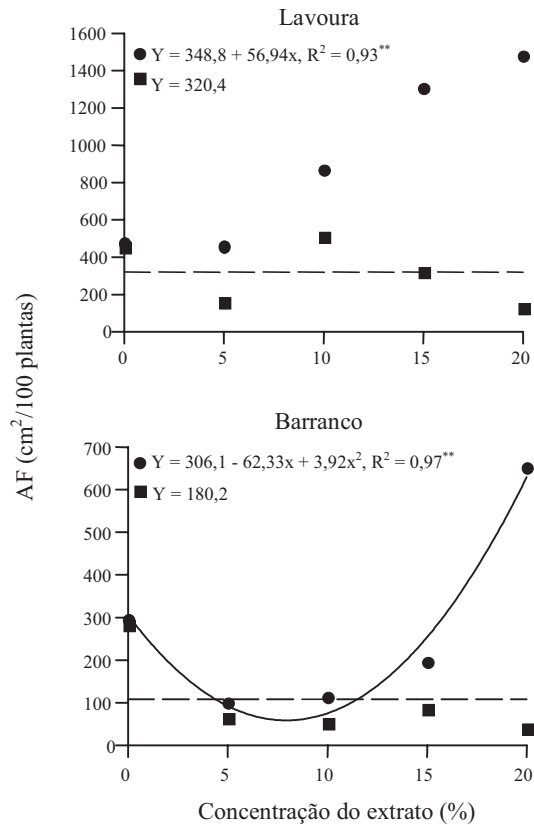 Lavoura
1600
1400
1200
1000
800
600
400
200
0
Y = 348,8 + 56,94x, R² = 0,93**
Y = 320,4
0 5 10 15 20
AF (cm²/100 plantas)
Barranco
700
600
500
400
300
200
100
0
Y = 306,1 - 62,33x + 3,92x², R² = 0,97**
Y = 180,2
0 5 10 15 20
Concentração do extrato (%)